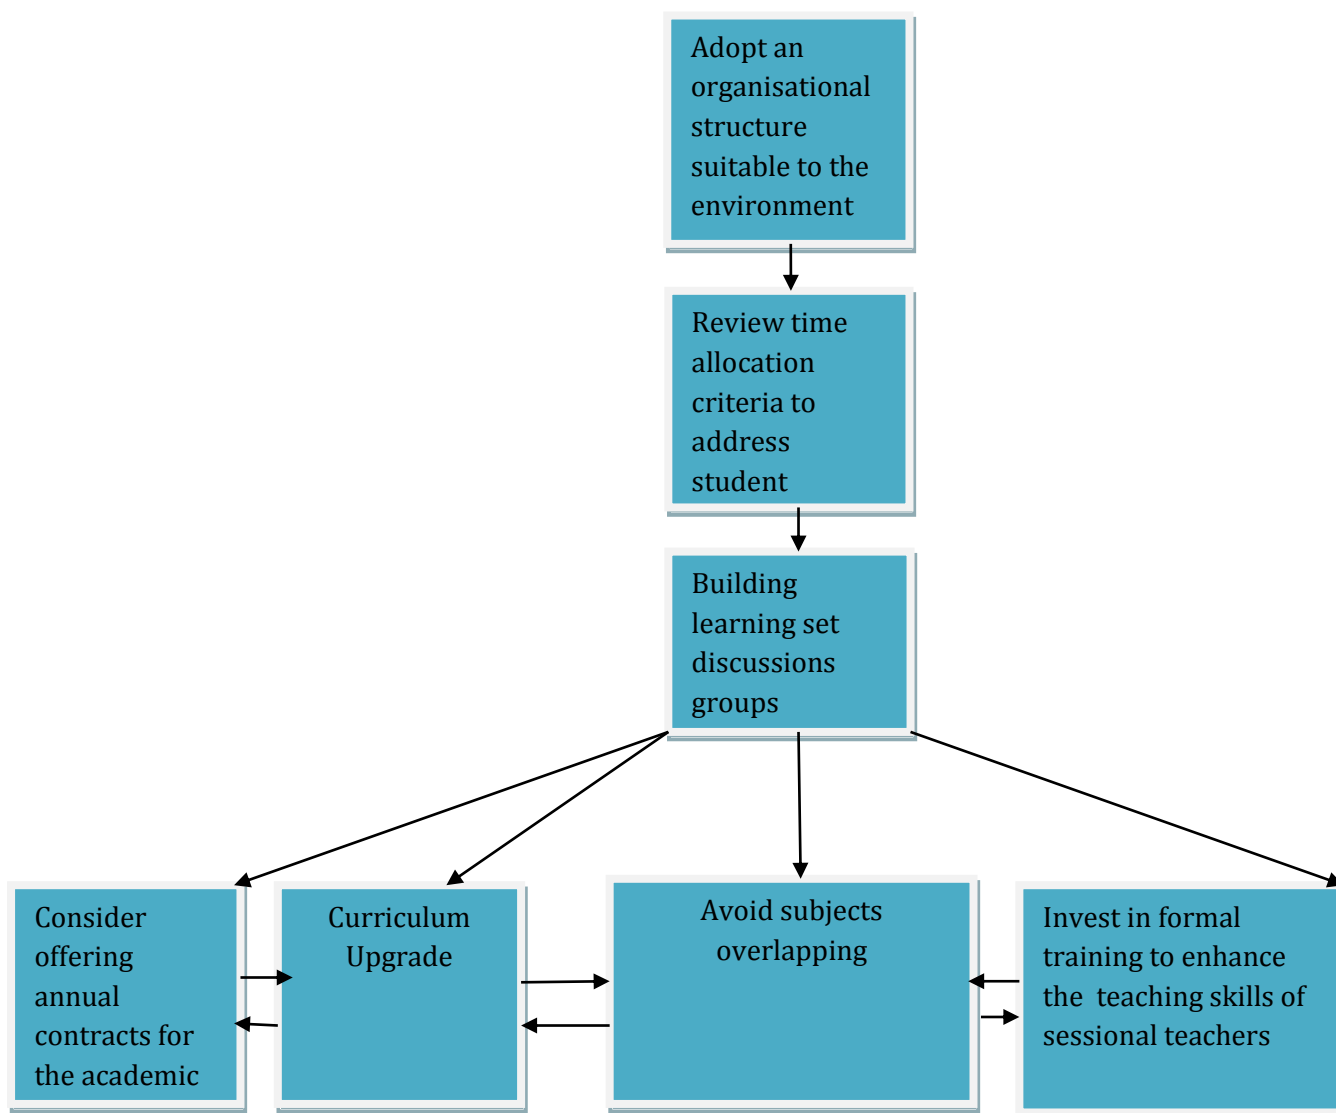 Adopt an
organisational
structure
suitable to the
environment
Review time
allocation
criteria to
address
student
Building
learning set
discussions
groups
Consider
offering
annual
contracts for
the academic
Curriculum
Upgrade
Avoid subjects
overlapping
Invest in formal
training to enhance
the  teaching skills of
sessional teachers